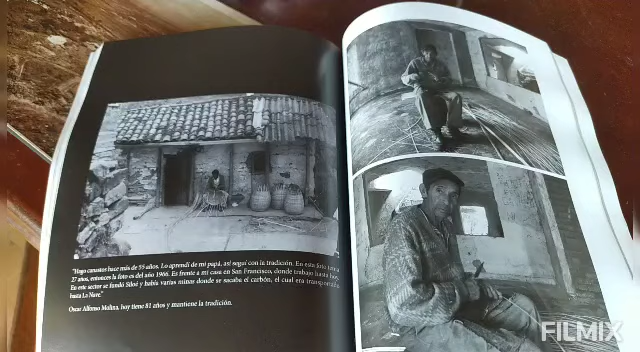 "Hago canastos hace más de 55 años. Lo aprendí de mi papá, así seguí con la tradición. En esta foto
27 años, entonces la foto es del año 1966. Es frente a mi casa en San Francisco, donde trabajo hasta hoy.
En este sector se fundó Siloé y había varias minas donde se sacaba el carbón, el cual era
hasta La Nave."
Oscar Alfonso Molina, hoy tiene 81 años y mantiene la tradición.
FILMIX